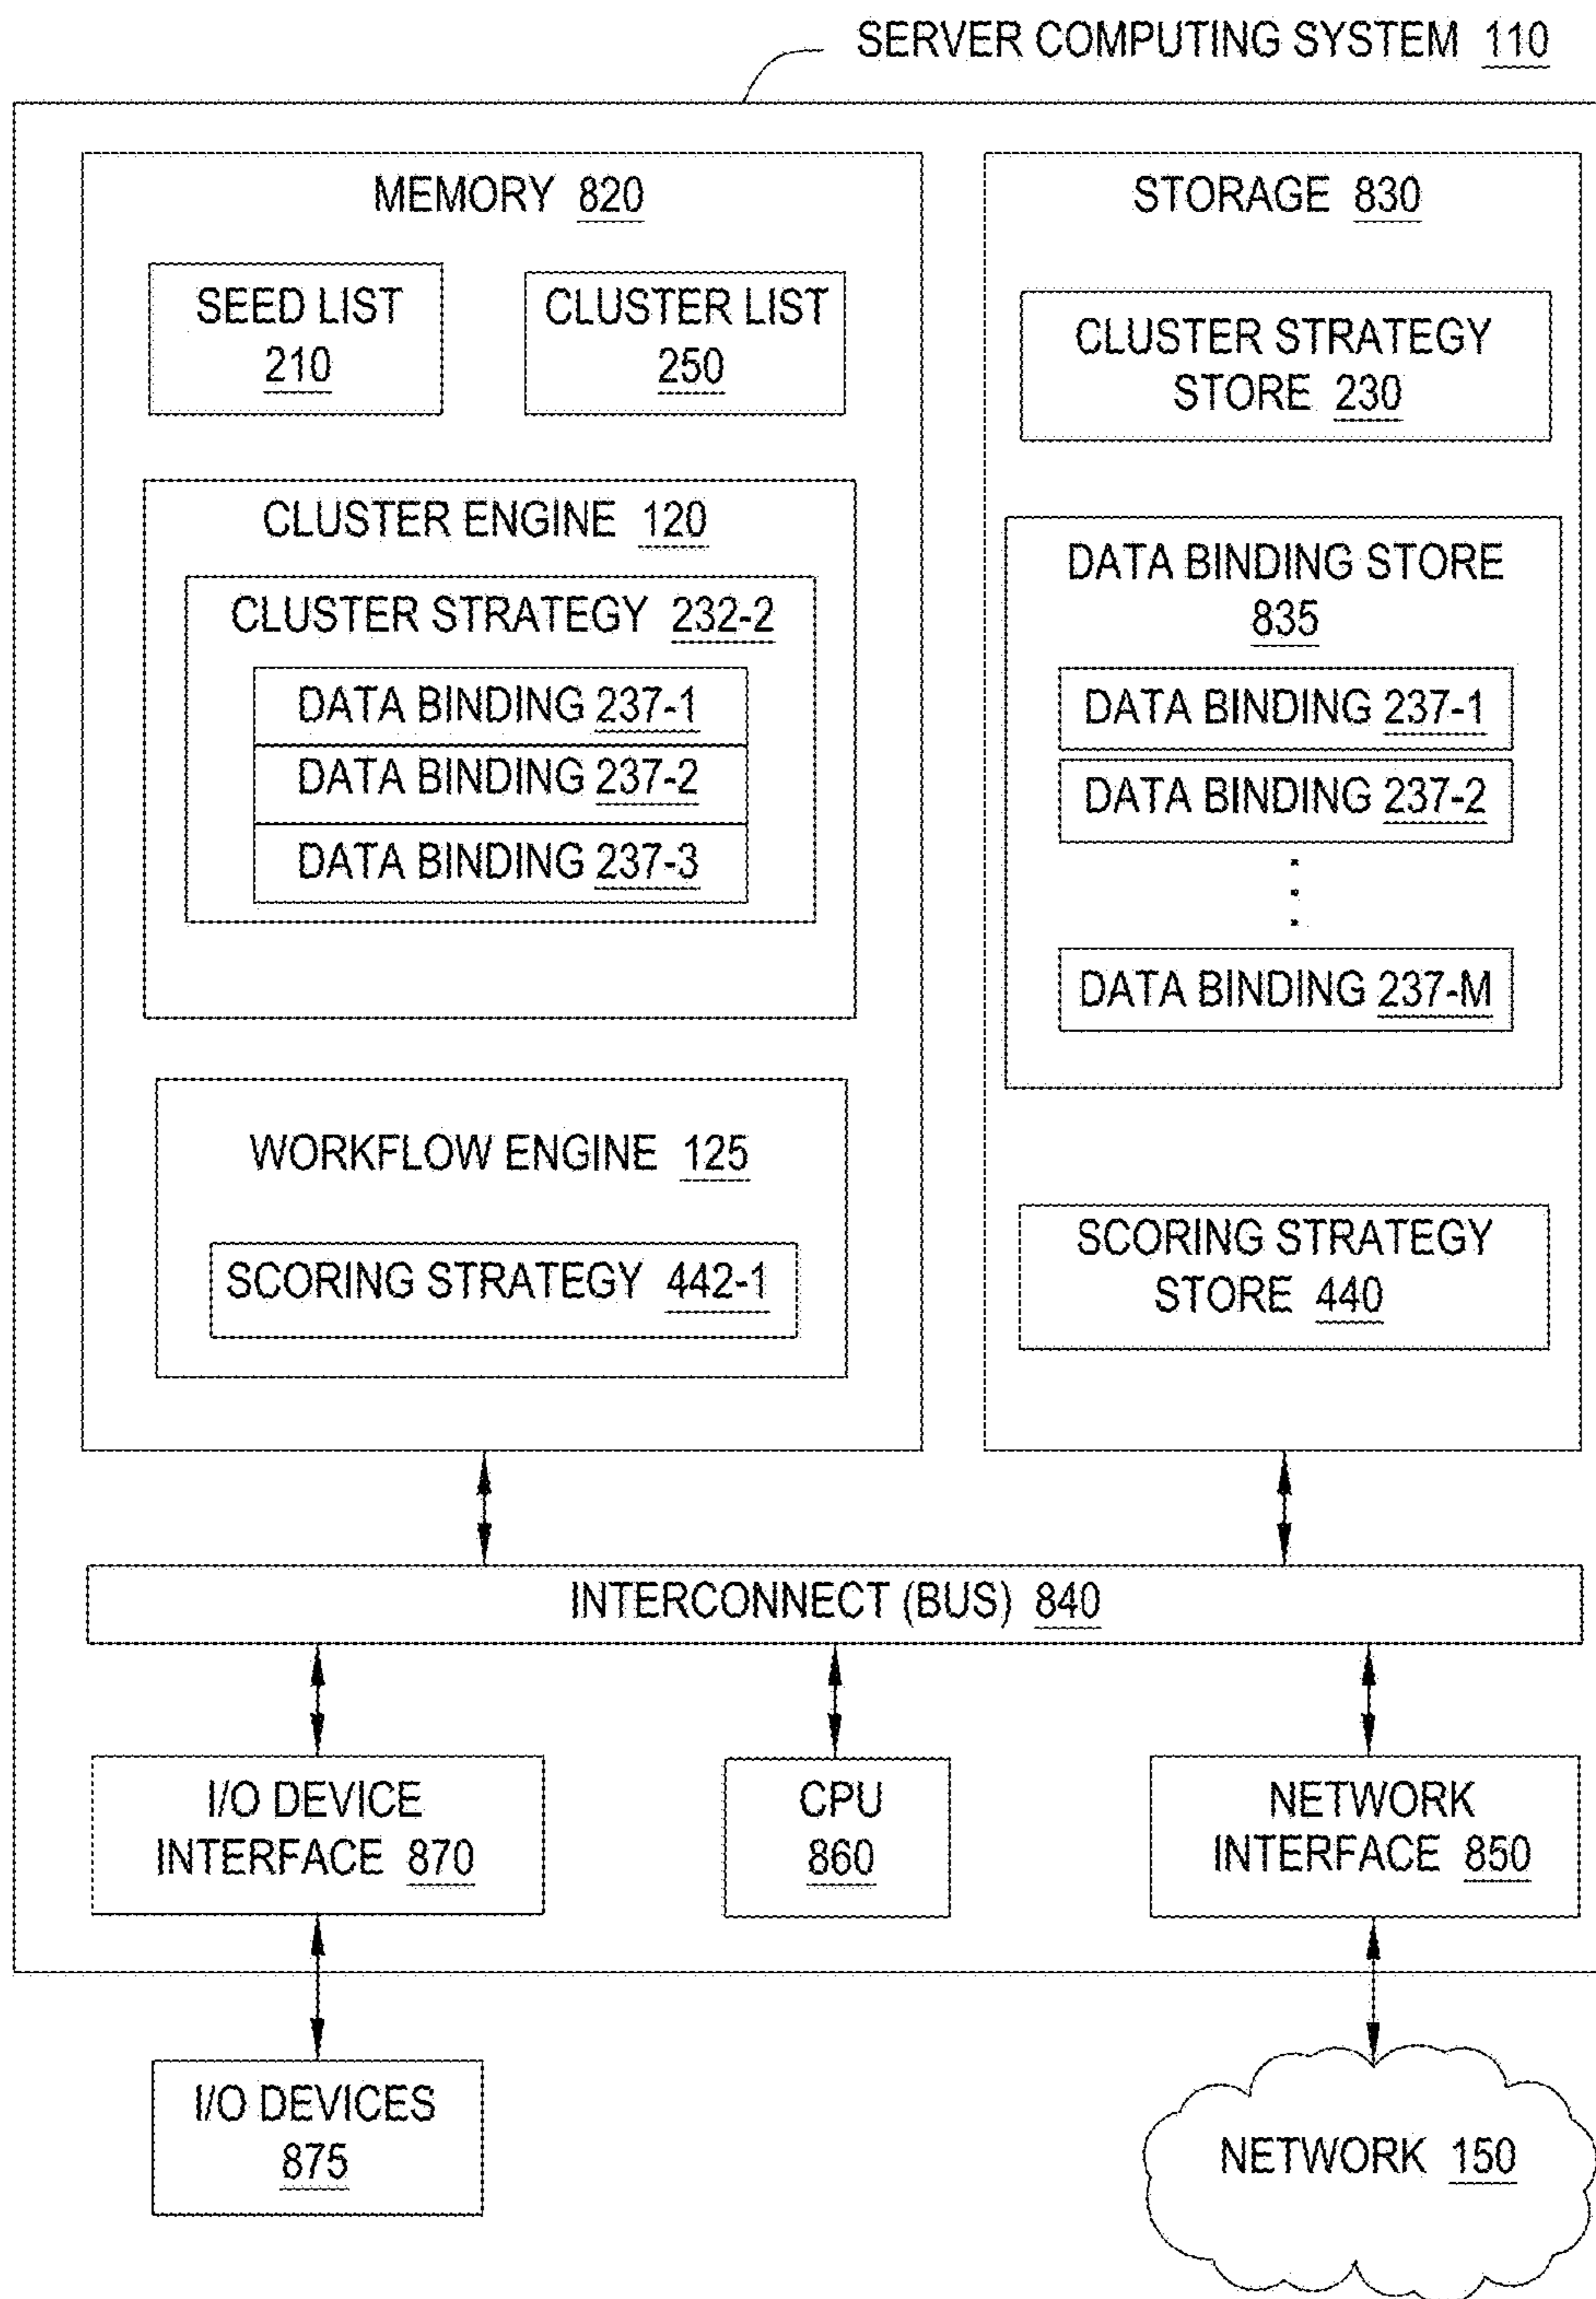 SERVER COMPUTING SYSTEM 110
MEMORY 820
SEED LIST
210
CLUSTER LIST
250
CLUSTER ENGINE 120
CLUSTER STRATEGY 232-2
DATA BINDING 237-1
DATA BINDING 237-2
DATA BINDING 237-3
WORKFLOW ENGINE 125
SCORING STRATEGY 442-1
STORAGE 830
CLUSTER STRATEGY
STORE 230
DATA BINDING STORE
835
DATA BINDING 237-1
DATA BINDING 237-2
DATA BINDING 237-M
SCORING STRATEGY
STORE 440
INTERCONNECT (BUS) 840
I/O DEVICE
INTERFACE 870
CPU
860
NETWORK
INTERFACE 850
I/O DEVICES
875
NETWORK 150